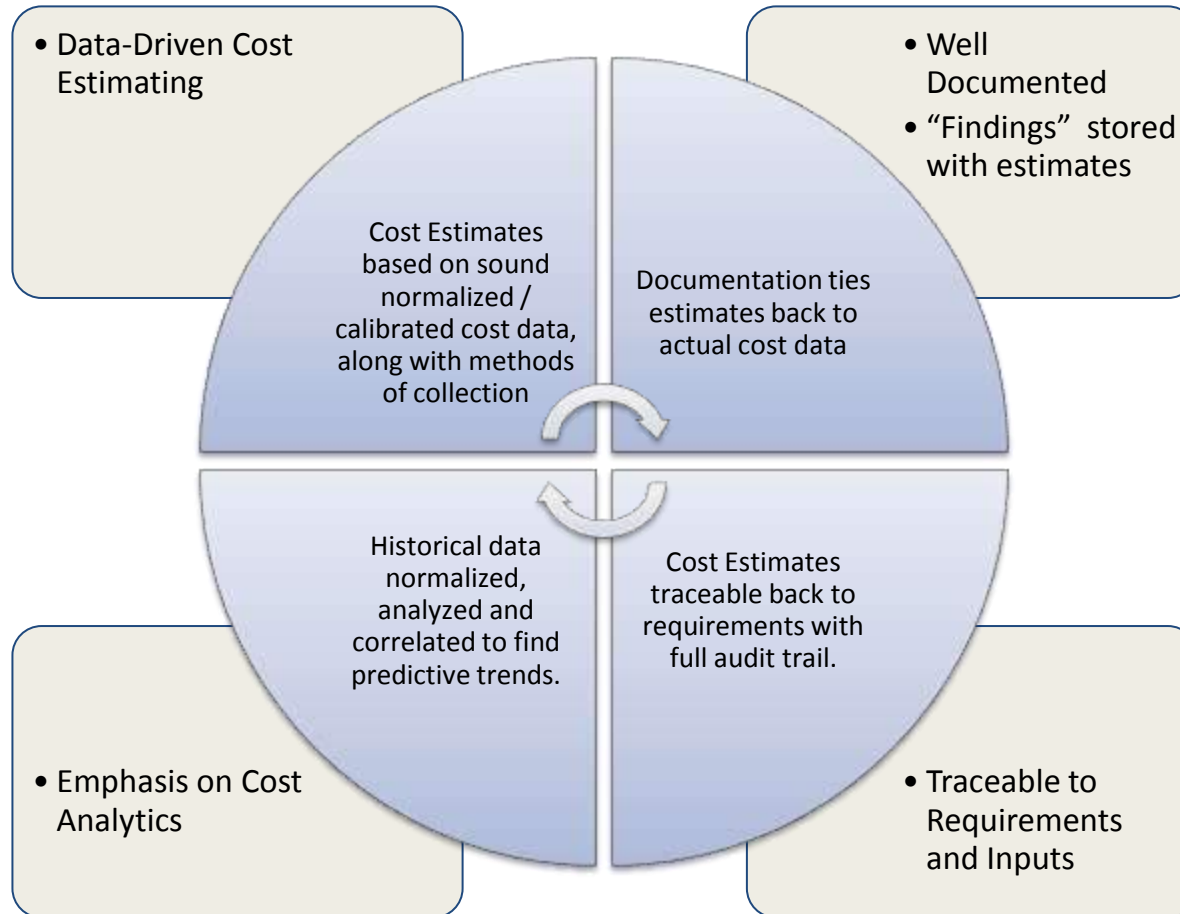 • Data-Driven Cost
Estimating
• Well
Documented
• “Findings”  stored
with estimates
Cost Estimates
based on sound
normalized /
calibrated cost data,
along with methods
of collection
Documentation ties
estimates back to
actual cost data
Historical data
normalized,
analyzed and
correlated to find
predictive trends.
Cost Estimates
traceable back to
requirements with
full audit trail.
• Emphasis on Cost
Analytics
• Traceable to
Requirements
and Inputs